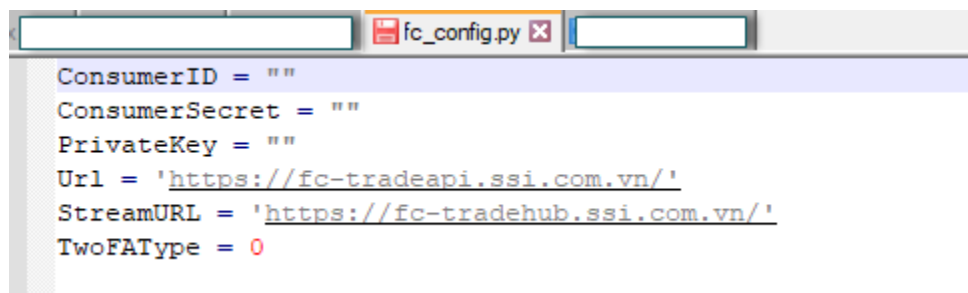 fc_config.py
ConsumerID = ""
ConsumerSecret = ""
PrivateKey = ""
Url = 'https://fc-tradeapi.ssi.com.vn/'
StreamURL = 'https://fc-tradehub.ssi.com.vn/'
TwoFAType = 0